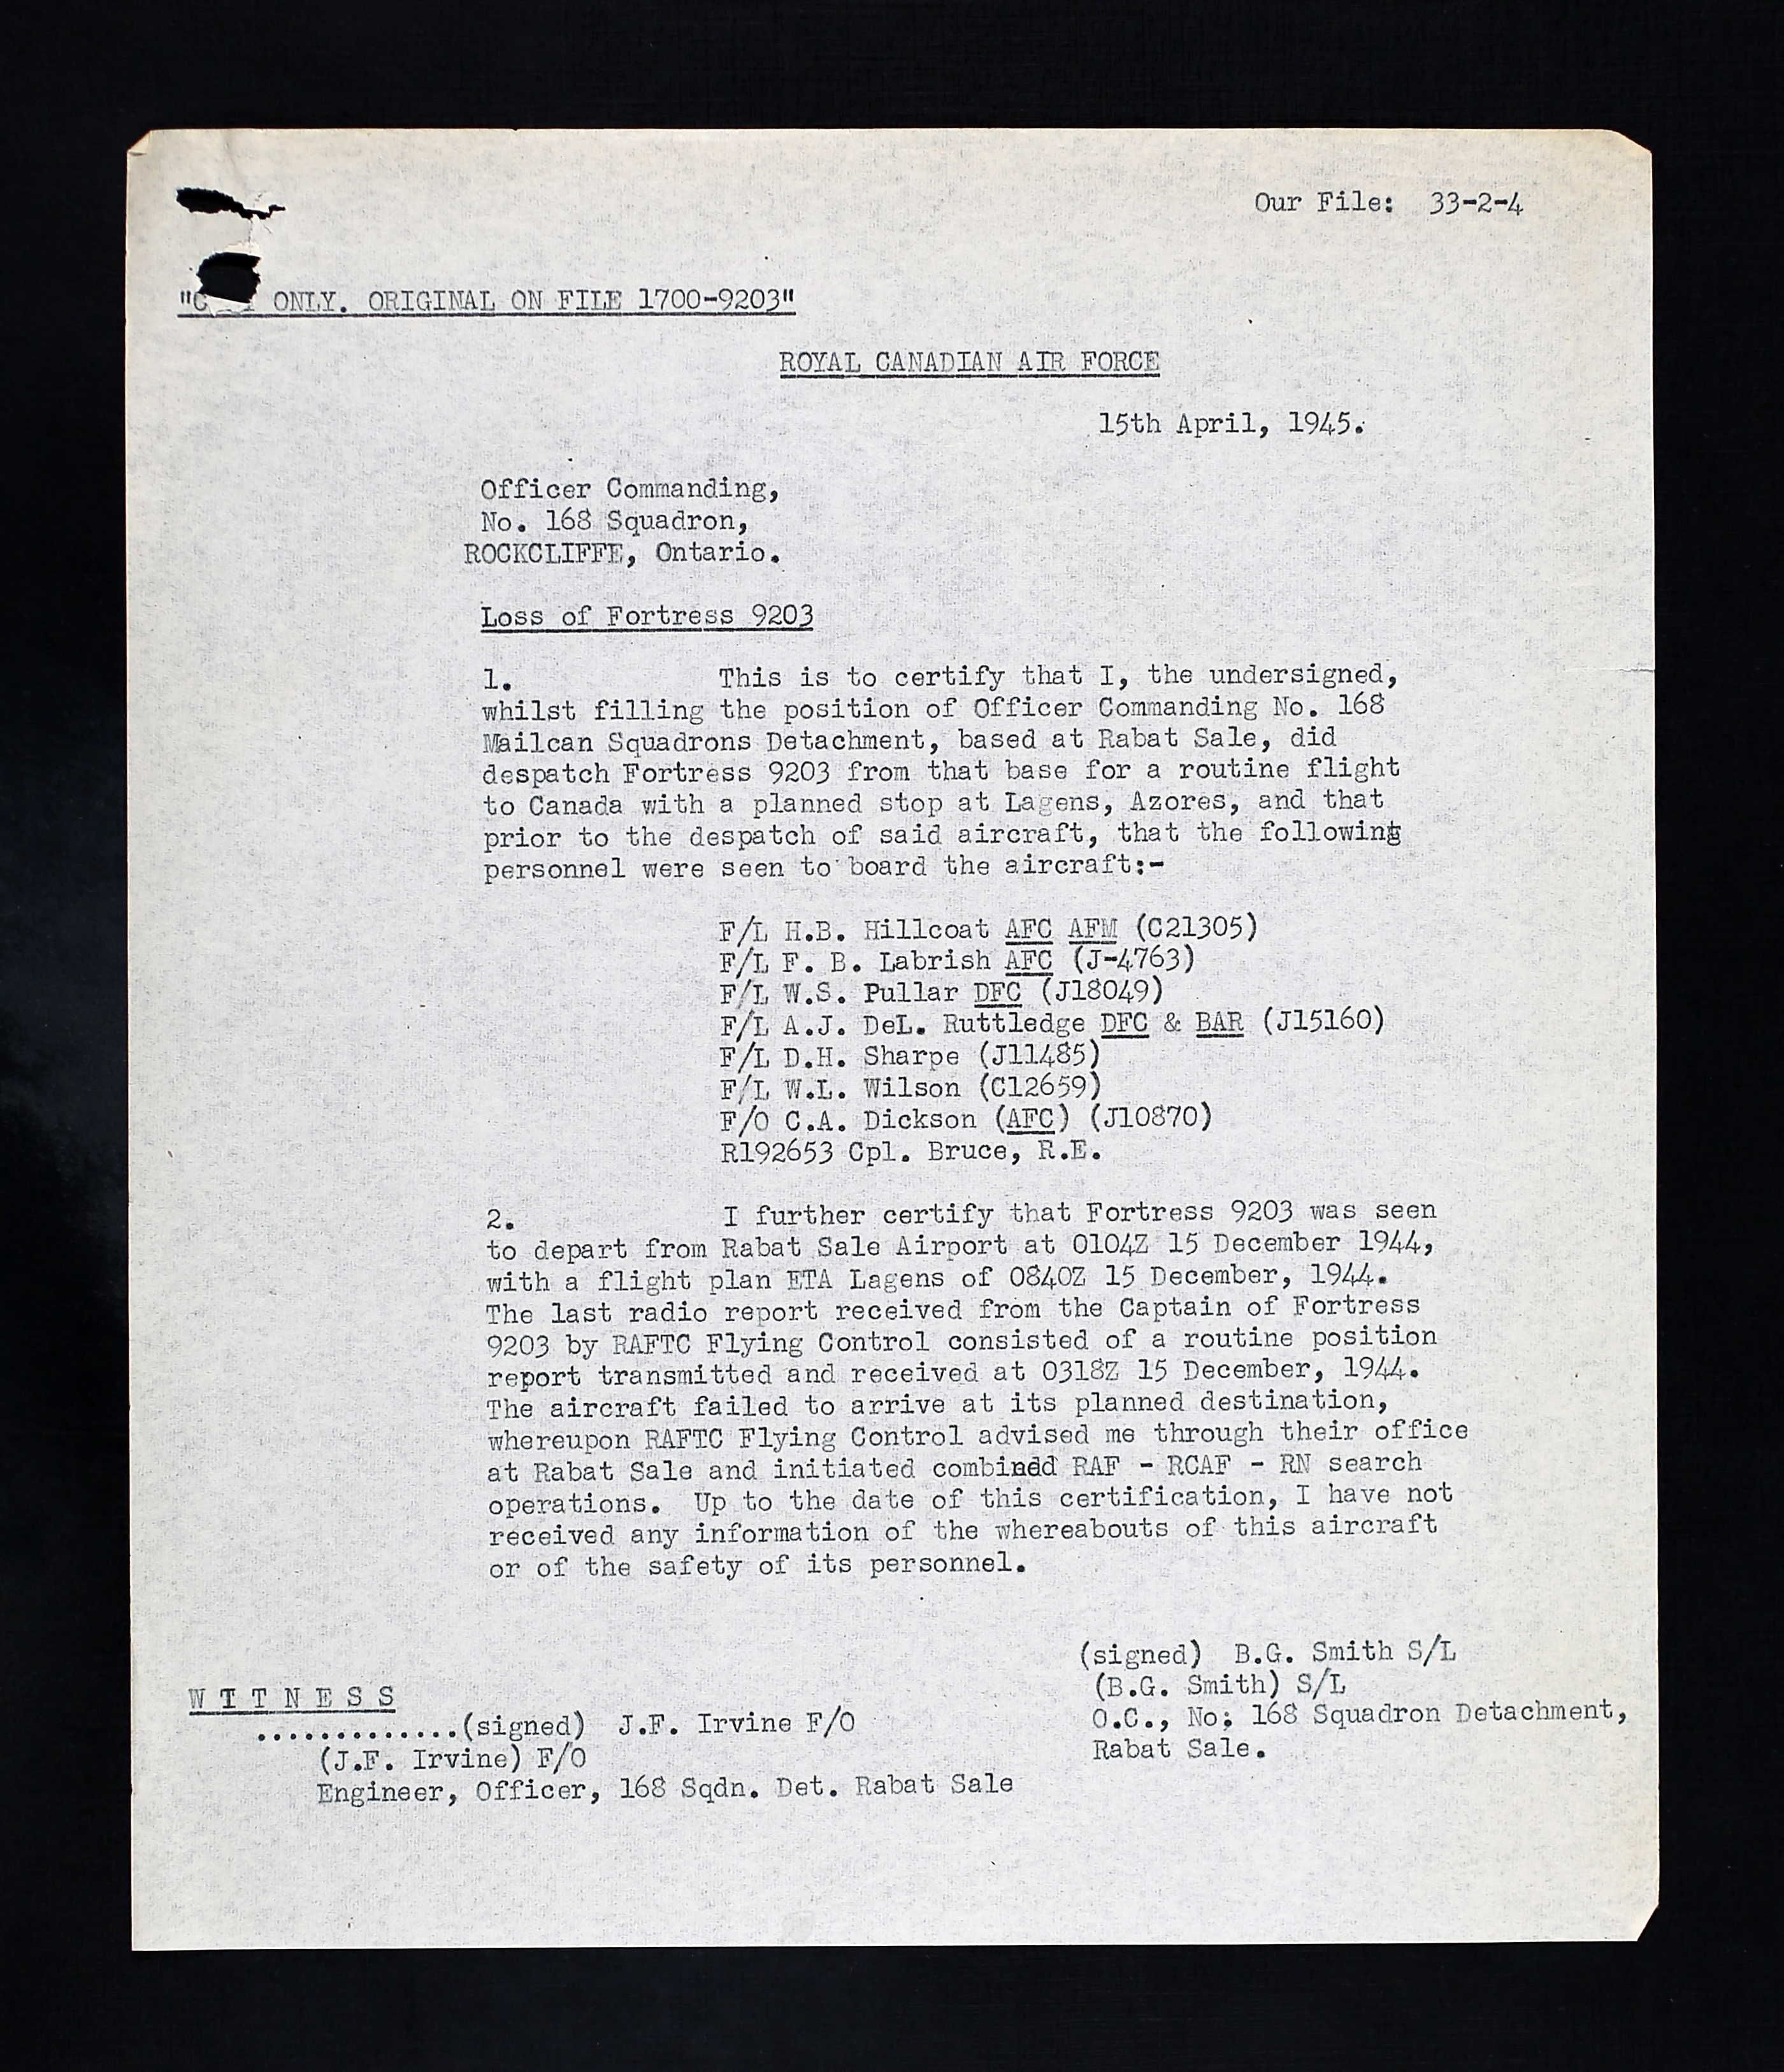 Our File: 33-2-4
ONLY. ORIGINAL ON FILE 1700-9203"
ROYAL CANADIAN AIR FORCE
15th April, 1945.
Officer Commanding,
No. 168 Squadron,
ROCKCLIFFE, Ontario.
Loss of Fortress 9203
1. This is to certify that I, the undersigned,
whilst filling the position of Officer Commanding No. 168
Mailcan Squadrons Detachment, based at Rabat Sale, did
despatch Fortress 9203 from that base for a routine flight
to Canada with a planned stop at Lagens, Azores, and that
prior to the despatch of said aircraft, that the following
personnel were seen to board the aircraft:-
F/L H.B. Hillcoat AFC AFM (C21305)
F/L F. B. Labrish AFC (J-4763)
F/L W.S. Pullar DFC (J18049)
F/L A.J. DeL. Ruttledge DFC & BAR (J15160)
F/L D.H. Sharpe (J11485)
F/L W.L. Wilson (C12659)
F/O C.A. Dickson (AFC) (J10870)
R192653 Cpl. Bruce, R.E.
2. I further certify that Fortress 9203 was seen
to depart from Rabat Sale Airport at 0104Z 15 December 1944,
with a flight plan ETA Lagens of 0840Z 15 December, 1944.
The last radio report received from the Captain of Fortress
9203 by RAFTC Flying Control consisted of a routine position
report transmitted and received at 0318Z 15 December, 1944.
The aircraft failed to arrive at its planned destination,
whereupon RAFTC Flying Control advised me through their office
at Rabat Sale and initiated combined RAF - RCAF - RN search
operations. Up to the date of this certification, I have not
received any information of the whereabouts of this aircraft
or of the safety of its personnel.
(signed) B.G. Smith S/L
(B.G. Smith) S/L
O.C., No; 168 Squadron Detachment,
Rabat Sale.
W I T N E S S
.............(signed) J.F. Irvine F/O
(J.F. Irvine) F/O
Engineer, Officer, 168 Sqdn. Det. Rabat Sale